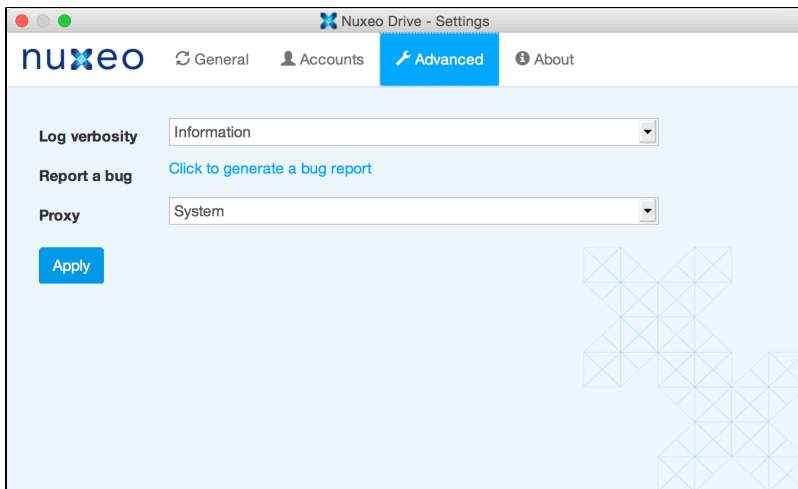 Nuxeo Drive - Settings
nuxeo General Accounts Advanced About
Log verbosity Information
Report a bug Click to generate a bug report
Proxy System
Apply